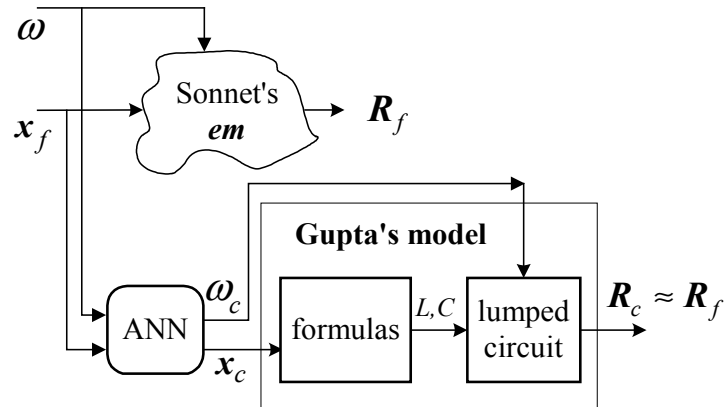 ω
Sonnet's
em
R_f
x_f
Gupta's model
ω_c
ANN
formulas
L,C
lumped
circuit
R_c ≈ R_f
x_c